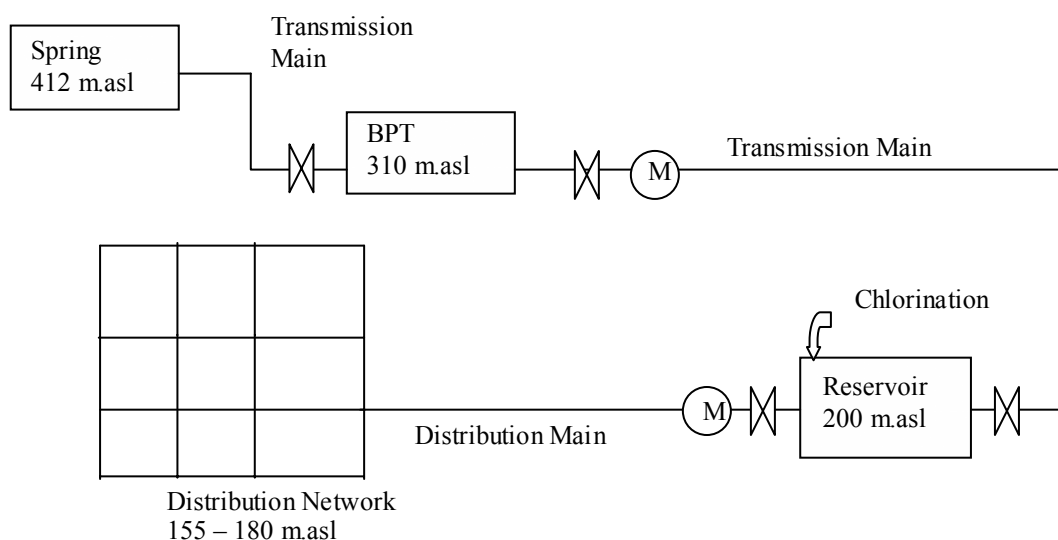 Transmission
Main
Spring
412 m.asl
BPT
310 m.asl
M
Transmission Main
Chlorination
Reservoir
200 m.asl
M
Distribution Main
Distribution Network
155 – 180 m.asl